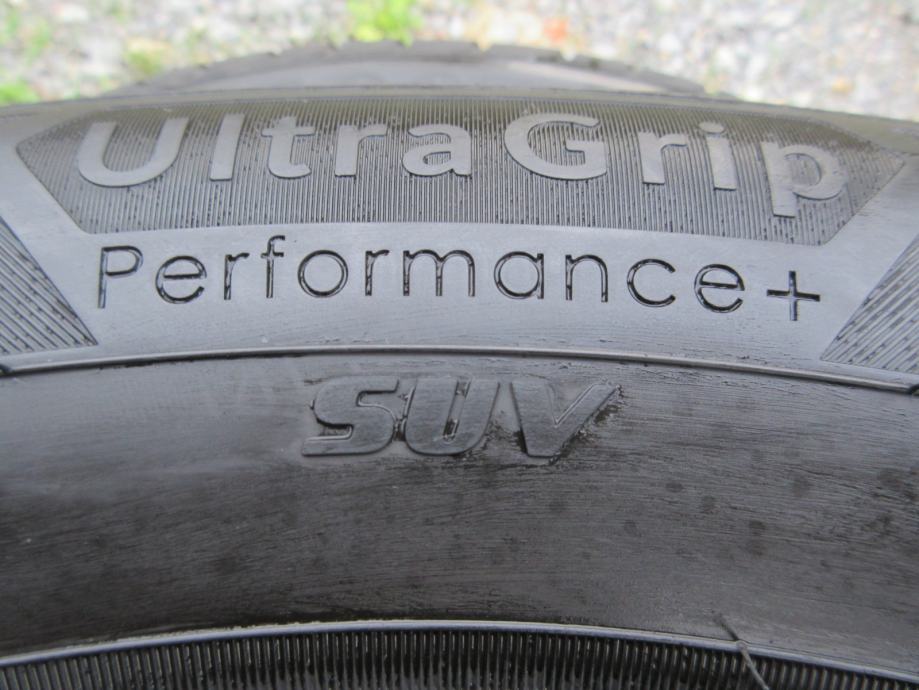 UltraGrip
Performance+
SUV